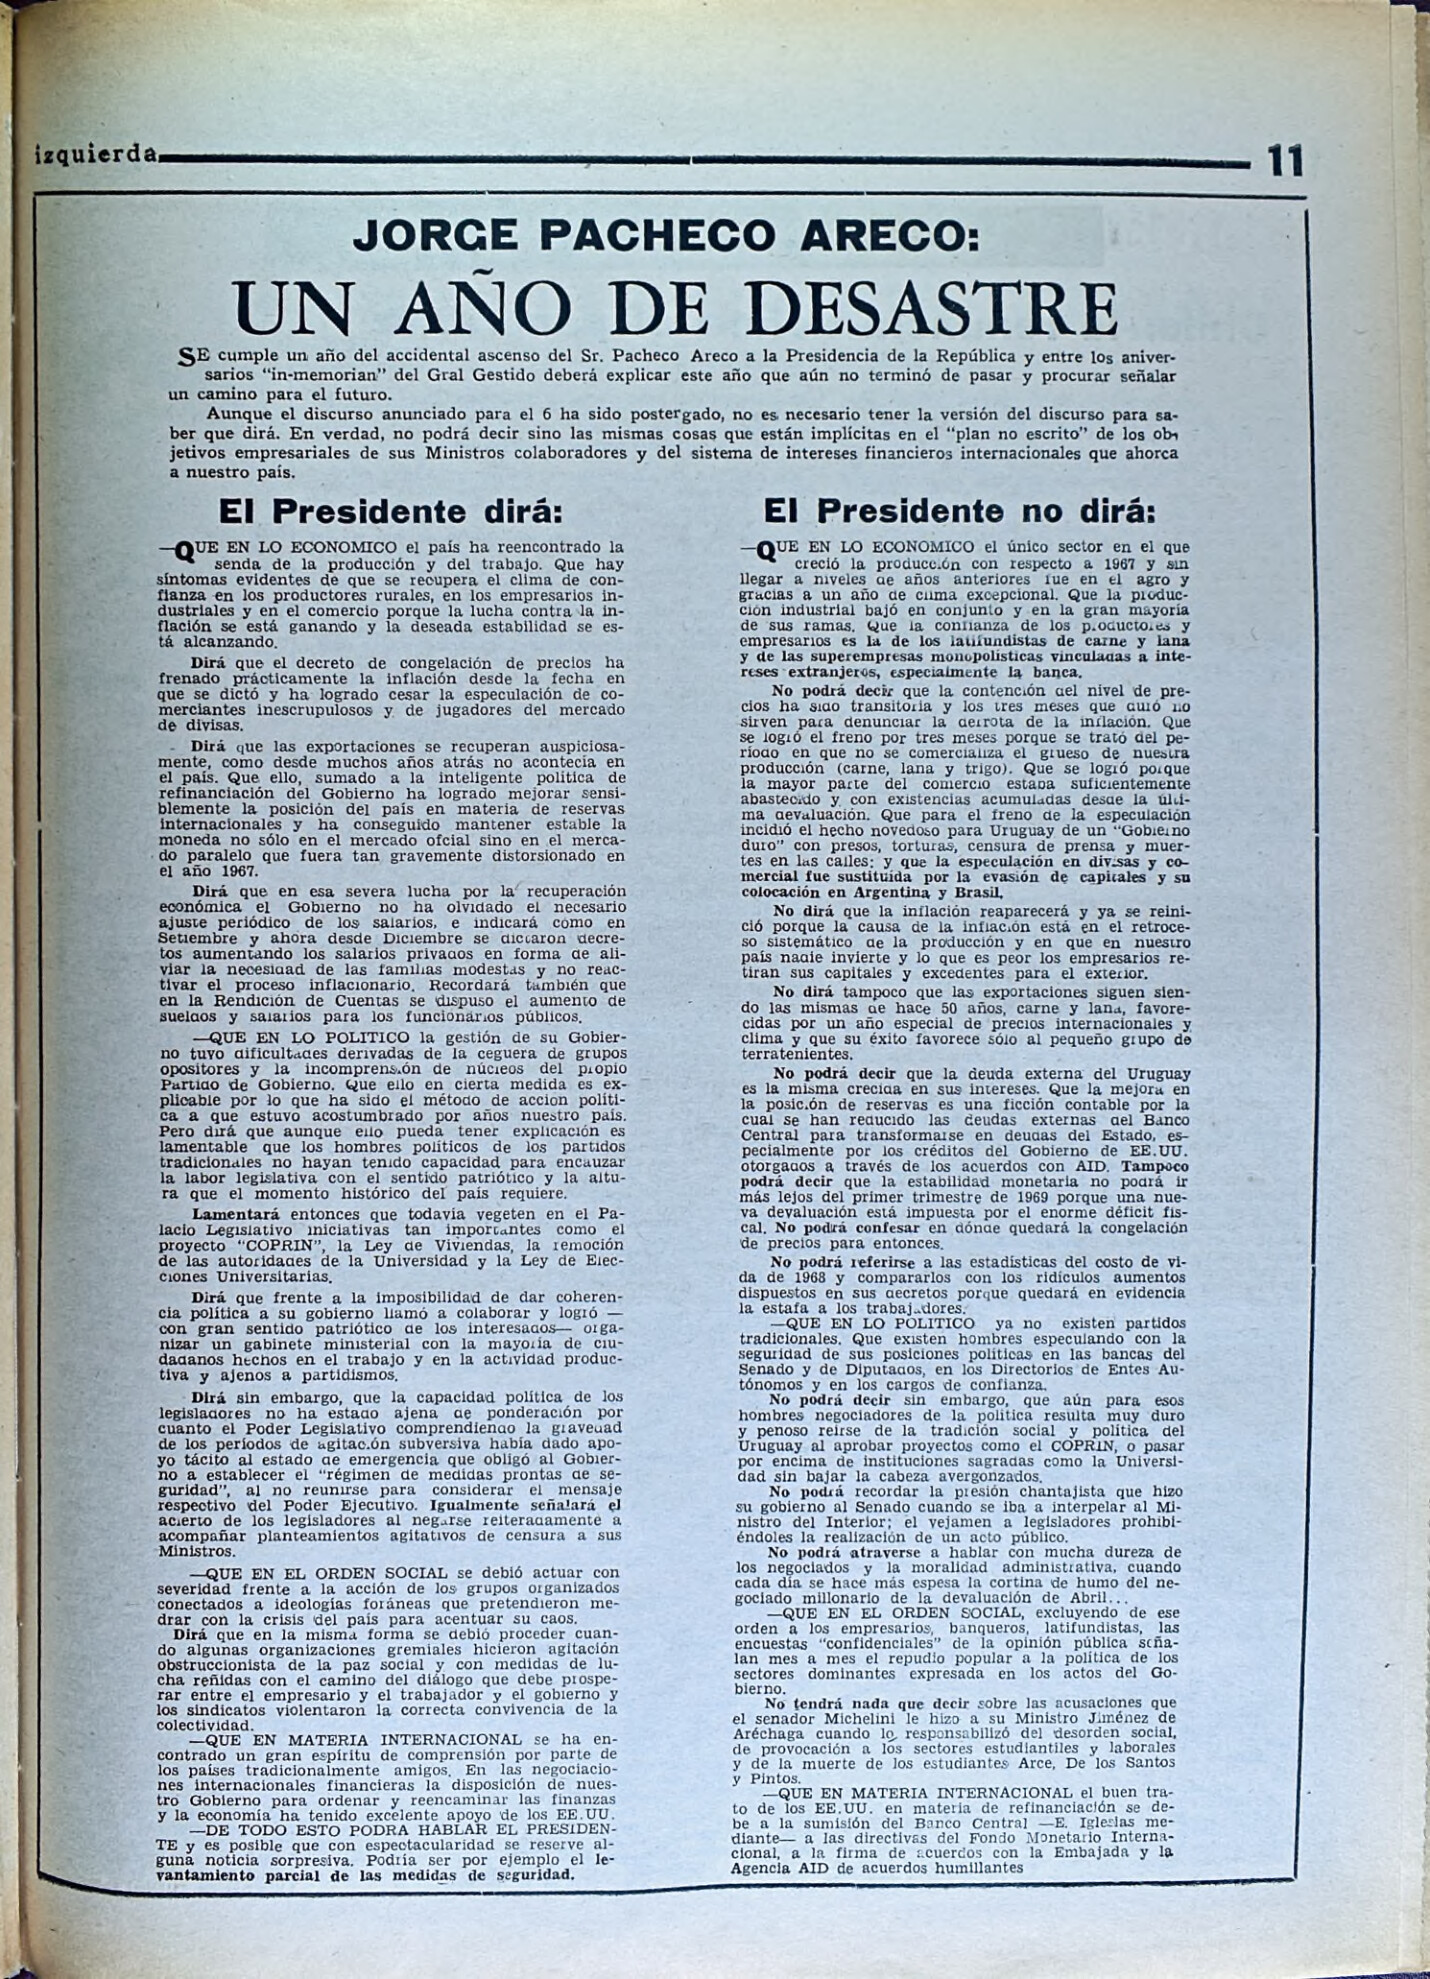 izquierda
11
JORGE PACHECO ARECO:
UN AÑO DE DESASTRE
SE cumple un año del accidental ascenso del Sr. Pacheco Areco a la Presidencia de la República y entre los aniver-
sarios "in-memorian" del Gral Gestido deberá explicar este año que aún no terminó de pasar y procurar señalar
un camino para el futuro.
Aunque el discurso anunciado para el 6 ha sido postergado, no es necesario tener la versión del discurso para sa-
ber que dirá. En verdad, no podrá decir sino las mismas cosas que están implícitas en el "plan no escrito" de los ob-
jetivos empresariales de sus Ministros colaboradores y del sistema de intereses financieros internacionales que ahorca
a nuestro país.
El Presidente dirá:
—QUE EN LO ECONOMICO el país ha reencontrado la
senda de la producción y del trabajo. Que hay
síntomas evidentes de que se recupera el clima de con-
fianza en los productores rurales, en los empresarios in-
dustriales y en el comercio porque la lucha contra la in-
flación se está ganando y la deseada estabilidad se es-
tá alcanzando.
Dirá que el decreto de congelación de precios ha
frenado prácticamente la inflación desde la fecha en
que se dictó y ha logrado cesar la especulación de co-
merciantes inescrupulosos y de jugadores del mercado
de divisas.
Dirá que las exportaciones se recuperan auspiciosa-
mente, como desde muchos años atrás no acontecía en
el país. Que ello, sumado a la inteligente política de
refinanciación del Gobierno ha logrado mejorar sensi-
blemente la posición del país en materia de reservas
internacionales y ha conseguido mantener estable la
moneda no sólo en el mercado ofcial sino en el merca-
do paralelo que fuera tan gravemente distorsionado en
el año 1967.
Dirá que en esa severa lucha por la recuperación
económica el Gobierno no ha olvidado el necesario
ajuste periódico de los salarios, e indicará como en
Setiembre y ahora desde Diciembre se dictaron decre-
tos aumentando los salarios privados en forma de ali-
viar la necesidad de las familias modestas y no reac-
tivar el proceso inflacionario. Recordará también que
en la Rendición de Cuentas se dispuso el aumento de
sueldos y salarios para los funcionarios públicos.
—QUE EN LO POLITICO la gestión de su Gobier-
no tuvo dificultades derivadas de la ceguera de grupos
opositores y la incomprensión de núcleos del propio
Partido de Gobierno. Que ello en cierta medida es ex-
plicable por lo que ha sido el método de accion políti-
ca a que estuvo acostumbrado por años nuestro país.
Pero dirá que aunque ello pueda tener explicación es
lamentable que los hombres políticos de los partidos
tradicionales no hayan tenido capacidad para encauzar
la labor legislativa con el sentido patriótico y la altu-
ra que el momento histórico del país requiere.
Lamentará entonces que todavía vegeten en el Pa-
lacio Legislativo iniciativas tan importantes como el
proyecto "COPRIN", la Ley de Viviendas, la remoción
de las autoridades de la Universidad y la Ley de Elec-
ciones Universitarias.
Dirá que frente a la imposibilidad de dar coheren-
cia política a su gobierno llamó a colaborar y logró —
con gran sentido patriótico de los interesados— orga-
nizar un gabinete ministerial con la mayoría de ciu-
dadanos hechos en el trabajo y en la actividad produc-
tiva y ajenos a partidismos.
Dirá sin embargo, que la capacidad política de los
legisladores no ha estado ajena de ponderación por
cuanto el Poder Legislativo comprendiendo la gravedad
de los períodos de agitación subversiva había dado apo-
yo tácito al estado de emergencia que obligó al Gobier-
no a establecer el "régimen de medidas prontas de se-
guridad", al no reunirse para considerar el mensaje
respectivo del Poder Ejecutivo. Igualmente señalará el
acierto de los legisladores al negarse reiteradamente a
acompañar planteamientos agitativos de censura a sus
Ministros.
—QUE EN EL ORDEN SOCIAL se debió actuar con
severidad frente a la acción de los grupos organizados
conectados a ideologías foráneas que pretendieron me-
drar con la crisis del país para acentuar su caos.
Dirá que en la misma forma se debió proceder cuan-
do algunas organizaciones gremiales hicieron agitación
obstruccionista de la paz social y con medidas de lu-
cha reñidas con el camino del diálogo que debe prospe-
rar entre el empresario y el trabajador y el gobierno y
los sindicatos violentaron la correcta convivencia de la
colectividad.
—QUE EN MATERIA INTERNACIONAL se ha en-
contrado un gran espíritu de comprensión por parte de
los países tradicionalmente amigos. En las negociacio-
nes internacionales financieras la disposición de nues-
tro Gobierno para ordenar y reencaminar las finanzas
y la economía ha tenido excelente apoyo de los EE.UU.
—DE TODO ESTO PODRA HABLAR EL PRESIDEN-
TE y es posible que con espectacularidad se reserve al-
guna noticia sorpresiva. Podría ser por ejemplo el le-
vantamiento parcial de las medidas de seguridad.
El Presidente no dirá:
—QUE EN LO ECONOMICO el único sector en el que
creció la producción con respecto a 1967 y sin
llegar a niveles de años anteriores fue en el agro y
gracias a un año de clima excepcional. Que la produc-
ción industrial bajó en conjunto y en la gran mayoría
de sus ramas. Que la confianza de los productores y
empresarios es la de los latifundistas de carne y lana
y de las superempresas monopolísticas vinculadas a inte-
reses extranjeros, especialmente la banca.
No podrá decir que la contención del nivel de pre-
cios ha sido transitoria y los tres meses que duró no
sirven para denunciar la derrota de la inflación. Que
se logró el freno por tres meses porque se trató del pe-
ríodo en que no se comercializa el grueso de nuestra
producción (carne, lana y trigo). Que se logró porque
la mayor parte del comercio estaba suficientemente
abastecido y con existencias acumuladas desde la últi-
ma devaluación. Que para el freno de la especulación
incidió el hecho novedoso para Uruguay de un "Gobierno
duro" con presos, torturas, censura de prensa y muer-
tes en las calles; y que la especulación en divisas y co-
mercial fue sustituida por la evasión de capitales y su
colocación en Argentina y Brasil.
No dirá que la inflación reaparecerá y ya se reini-
ció porque la causa de la inflación está en el retroce-
so sistemático de la producción y en que en nuestro
país nadie invierte y lo que es peor los empresarios re-
tiran sus capitales y excedentes para el exterior.
No dirá tampoco que las exportaciones siguen sien-
do las mismas de hace 50 años, carne y lana, favore-
cidas por un año especial de precios internacionales y
clima y que su éxito favorece sólo al pequeño grupo de
terratenientes.
No podrá decir que la deuda externa del Uruguay
es la misma crecida en sus intereses. Que la mejora en
la posición de reservas es una ficción contable por la
cual se han reducido las deudas externas del Banco
Central para transformarse en deudas del Estado, es-
pecialmente por los créditos del Gobierno de EE.UU.
otorgados a través de los acuerdos con AID. Tampoco
podrá decir que la estabilidad monetaria no podrá ir
más lejos del primer trimestre de 1969 porque una nue-
va devaluación está impuesta por el enorme déficit fis-
cal. No podrá confesar en dónde quedará la congelación
de precios para entonces.
No podrá referirse a las estadísticas del costo de vi-
da de 1968 y compararlos con los ridículos aumentos
dispuestos en sus decretos porque quedará en evidencia
la estafa a los trabajadores.
—QUE EN LO POLITICO ya no existen partidos
tradicionales. Que existen hombres especulando con la
seguridad de sus posiciones políticas en las bancas del
Senado y de Diputados, en los Directorios de Entes Au-
tónomos y en los cargos de confianza.
No podrá decir sin embargo, que aún para esos
hombres negociadores de la política resulta muy duro
y penoso reirse de la tradición social y política del
Uruguay al aprobar proyectos como el COPRIN, o pasar
por encima de instituciones sagradas como la Universi-
dad sin bajar la cabeza avergonzados.
No podrá recordar la presión chantajista que hizo
su gobierno al Senado cuando se iba a interpelar al Mi-
nistro del Interior; el vejamen a legisladores prohibi-
éndoles la realización de un acto público.
No podrá atraverse a hablar con mucha dureza de
los negociados y la moralidad administrativa, cuando
cada día se hace más espesa la cortina de humo del ne-
gociado millonario de la devaluación de Abril...
—QUE EN EL ORDEN SOCIAL, excluyendo de ese
orden a los empresarios, banqueros, latifundistas, las
encuestas "confidenciales" de la opinión pública seña-
lan mes a mes el repudio popular a la política de los
sectores dominantes expresada en los actos del Go-
bierno.
No tendrá nada que decir sobre las acusaciones que
el senador Michelini le hizo a su Ministro Jiménez de
Aréchaga cuando lo responsabilizó del desorden social,
de provocación a los sectores estudiantiles y laborales
y de la muerte de los estudiantes Arce, De los Santos
y Pintos.
—QUE EN MATERIA INTERNACIONAL el buen tra-
to de los EE.UU. en materia de refinanciación se de-
be a la sumisión del Banco Central —E. Iglesias me-
diante— a las directivas del Fondo Monetario Interna-
cional, a la firma de acuerdos con la Embajada y la
Agencia AID de acuerdos humillantes